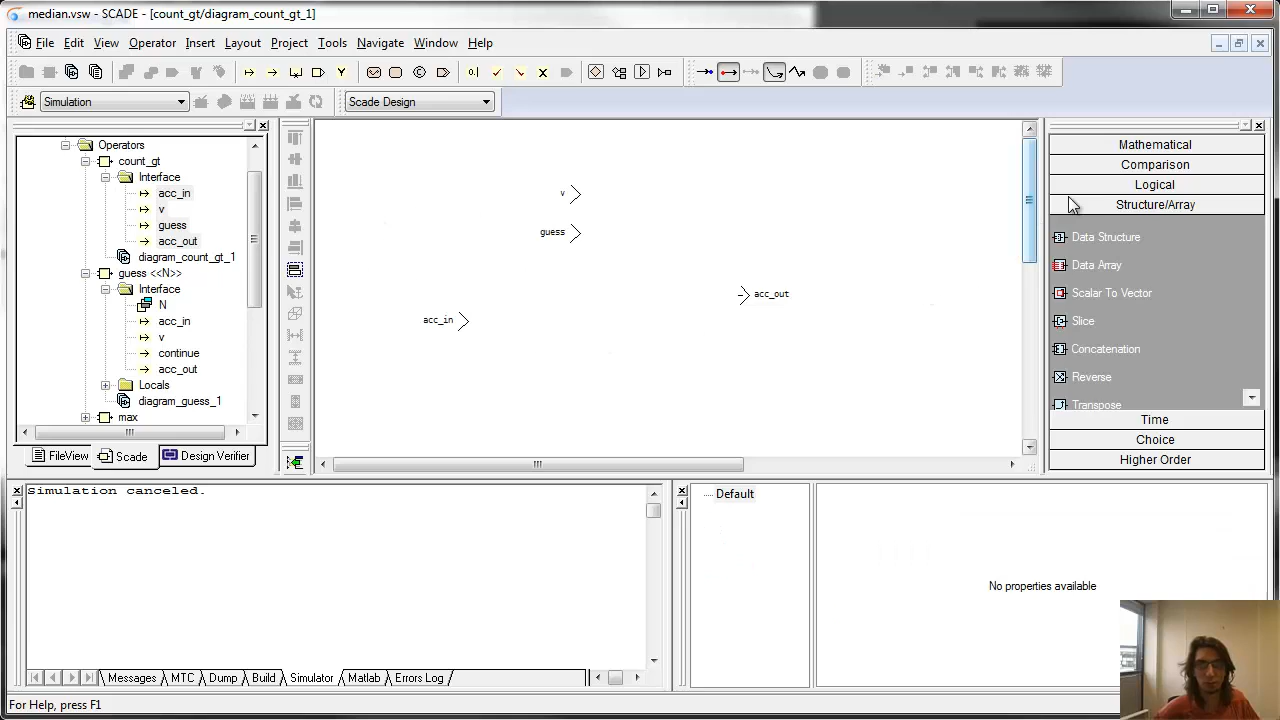 median.vsw - SCADE - [count_gt/diagram_count_gt_1]
File Edit View Operator Insert Layout Project Tools Navigate Window Help
Simulation
Scade Design
Operators
count_gt
Interface
acc_in
v
guess
acc_out
diagram_count_gt_1
guess <<N>>
Interface
N
acc_in
v
continue
acc_out
Locals
diagram_guess_1
max
FileView Scade Design Verifier
v
guess
acc_out
acc_in
Mathematical
Comparison
Logical
Structure/Array
Data Structure
Data Array
Scalar To Vector
Slice
Concatenation
Reverse
Transpose
Time
Choice
Higher Order
Simulation canceled.
Messages MTC Dump Build Simulator Matlab Errors Log
Default
No properties available
For Help, press F1